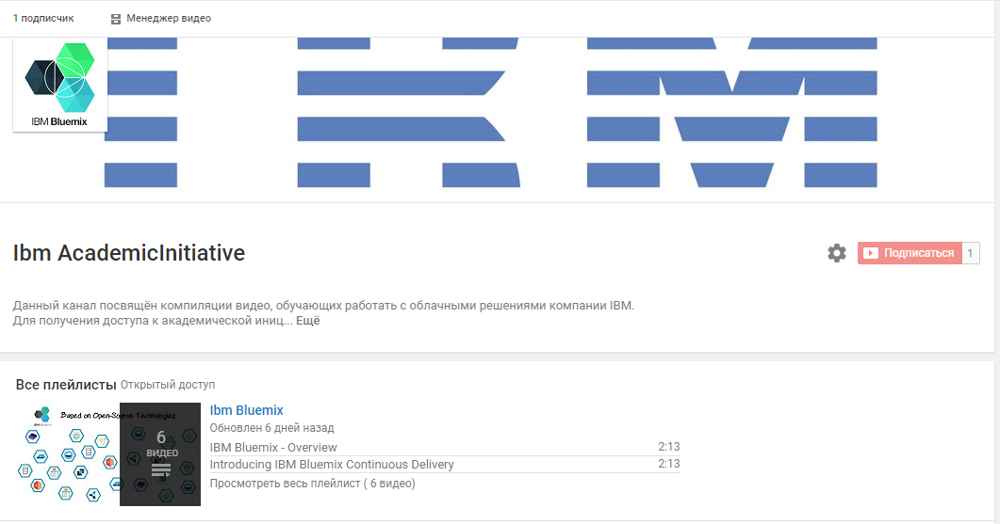 1 подписчик Менеджер видео
IBM
IBM Bluemix
Ibm AcademicInitiative
Подписаться 1
Данный канал посвящён компиляции видео, обучающих работать с облачными решениями компании IBM.
Для получения доступа к академической иниц... Ещё
Все плейлисты Открытый доступ
Based on Open-Source Technologies
IBM Bluemix
6
ВИДЕО
Ibm Bluemix
Обновлен 6 дней назад
IBM Bluemix - Overview 2:13
Introducing IBM Bluemix Continuous Delivery 2:13
Просмотреть весь плейлист ( 6 видео)